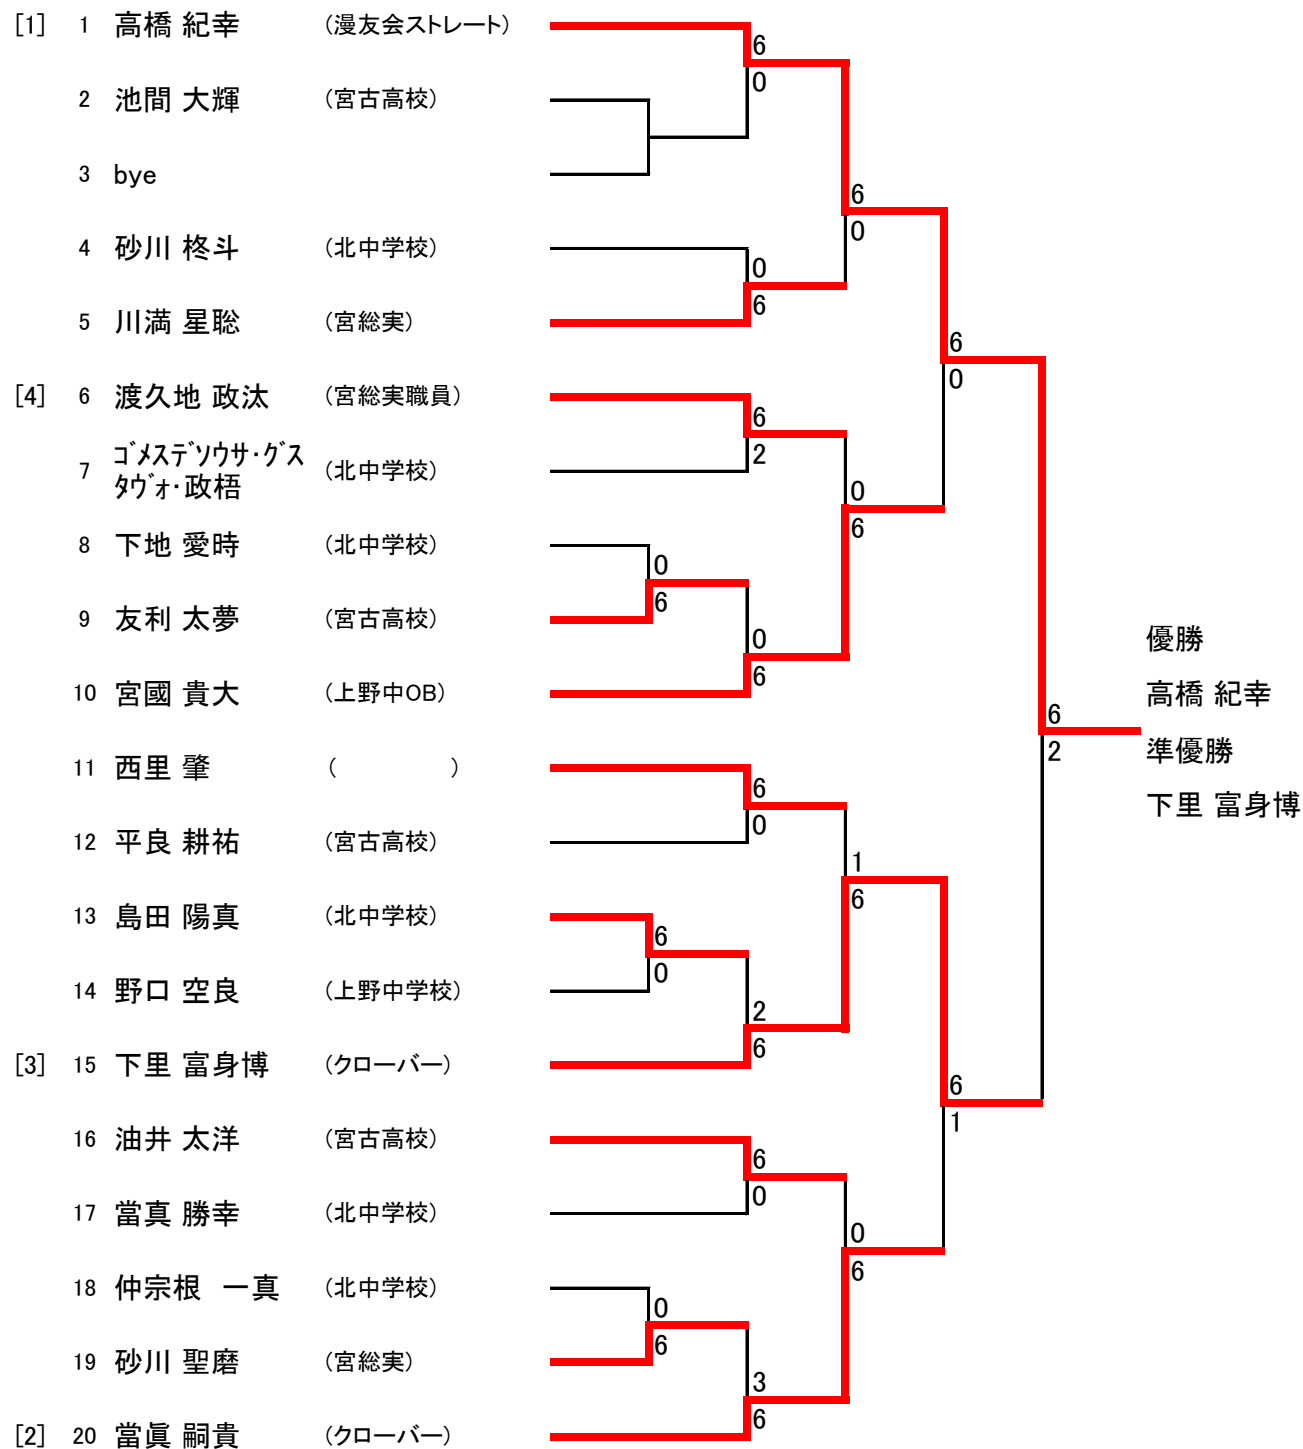 [1] 1 高橋 紀幸 (漫友会ストレート)
6
0
2 池間 大輝 (宮古高校)
3 bye
6
0
4 砂川 柊斗 (北中学校)
0
6
5 川満 星聡 (宮総実)
6
0
[4] 6 渡久地 政汰 (宮総実職員)
6
2
7 ゴメスデソウサ・グス
タヴォ・政梧 (北中学校)
0
6
8 下地 愛時 (北中学校)
0
6
9 友利 太夢 (宮古高校)
0
6
10 宮國 貴大 (上野中OB)
優勝
高橋 紀幸
6
2
準優勝
下里 富身博
11 西里 肇 ( )
6
0
12 平良 耕祐 (宮古高校)
1
6
13 島田 陽真 (北中学校)
6
0
14 野口 空良 (上野中学校)
2
6
[3] 15 下里 富身博 (クローバー)
6
1
16 油井 太洋 (宮古高校)
6
0
17 當真 勝幸 (北中学校)
0
6
18 仲宗根 一真 (北中学校)
0
6
19 砂川 聖磨 (宮総実)
3
6
[2] 20 當眞 嗣貴 (クローバー)